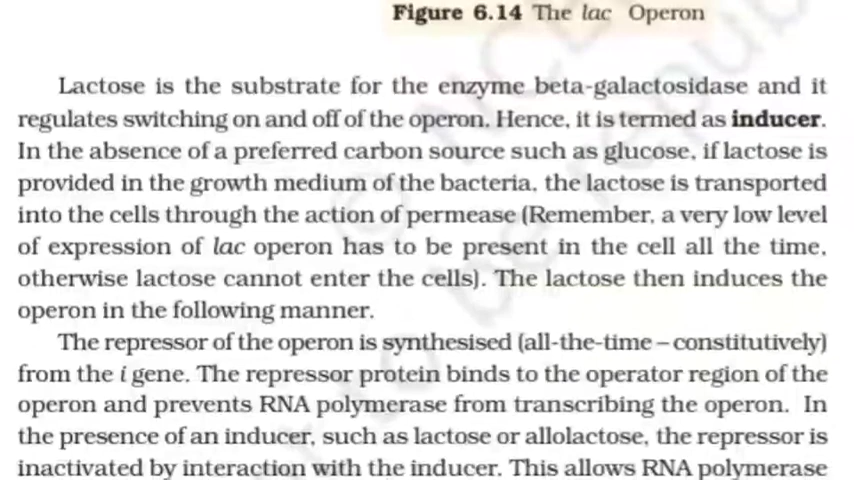 Figure 6.14 The lac Operon
Lactose is the substrate for the enzyme beta-galactosidase and it
regulates switching on and off of the operon. Hence, it is termed as inducer.
In the absence of a preferred carbon source such as glucose, if lactose is
provided in the growth medium of the bacteria, the lactose is transported
into the cells through the action of permease (Remember, a very low level
of expression of lac operon has to be present in the cell all the time,
otherwise lactose cannot enter the cells). The lactose then induces the
operon in the following manner.
The repressor of the operon is synthesised (all-the-time – constitutively)
from the i gene. The repressor protein binds to the operator region of the
operon and prevents RNA polymerase from transcribing the operon. In
the presence of an inducer, such as lactose or allolactose, the repressor is
inactivated by interaction with the inducer. This allows RNA polymerase